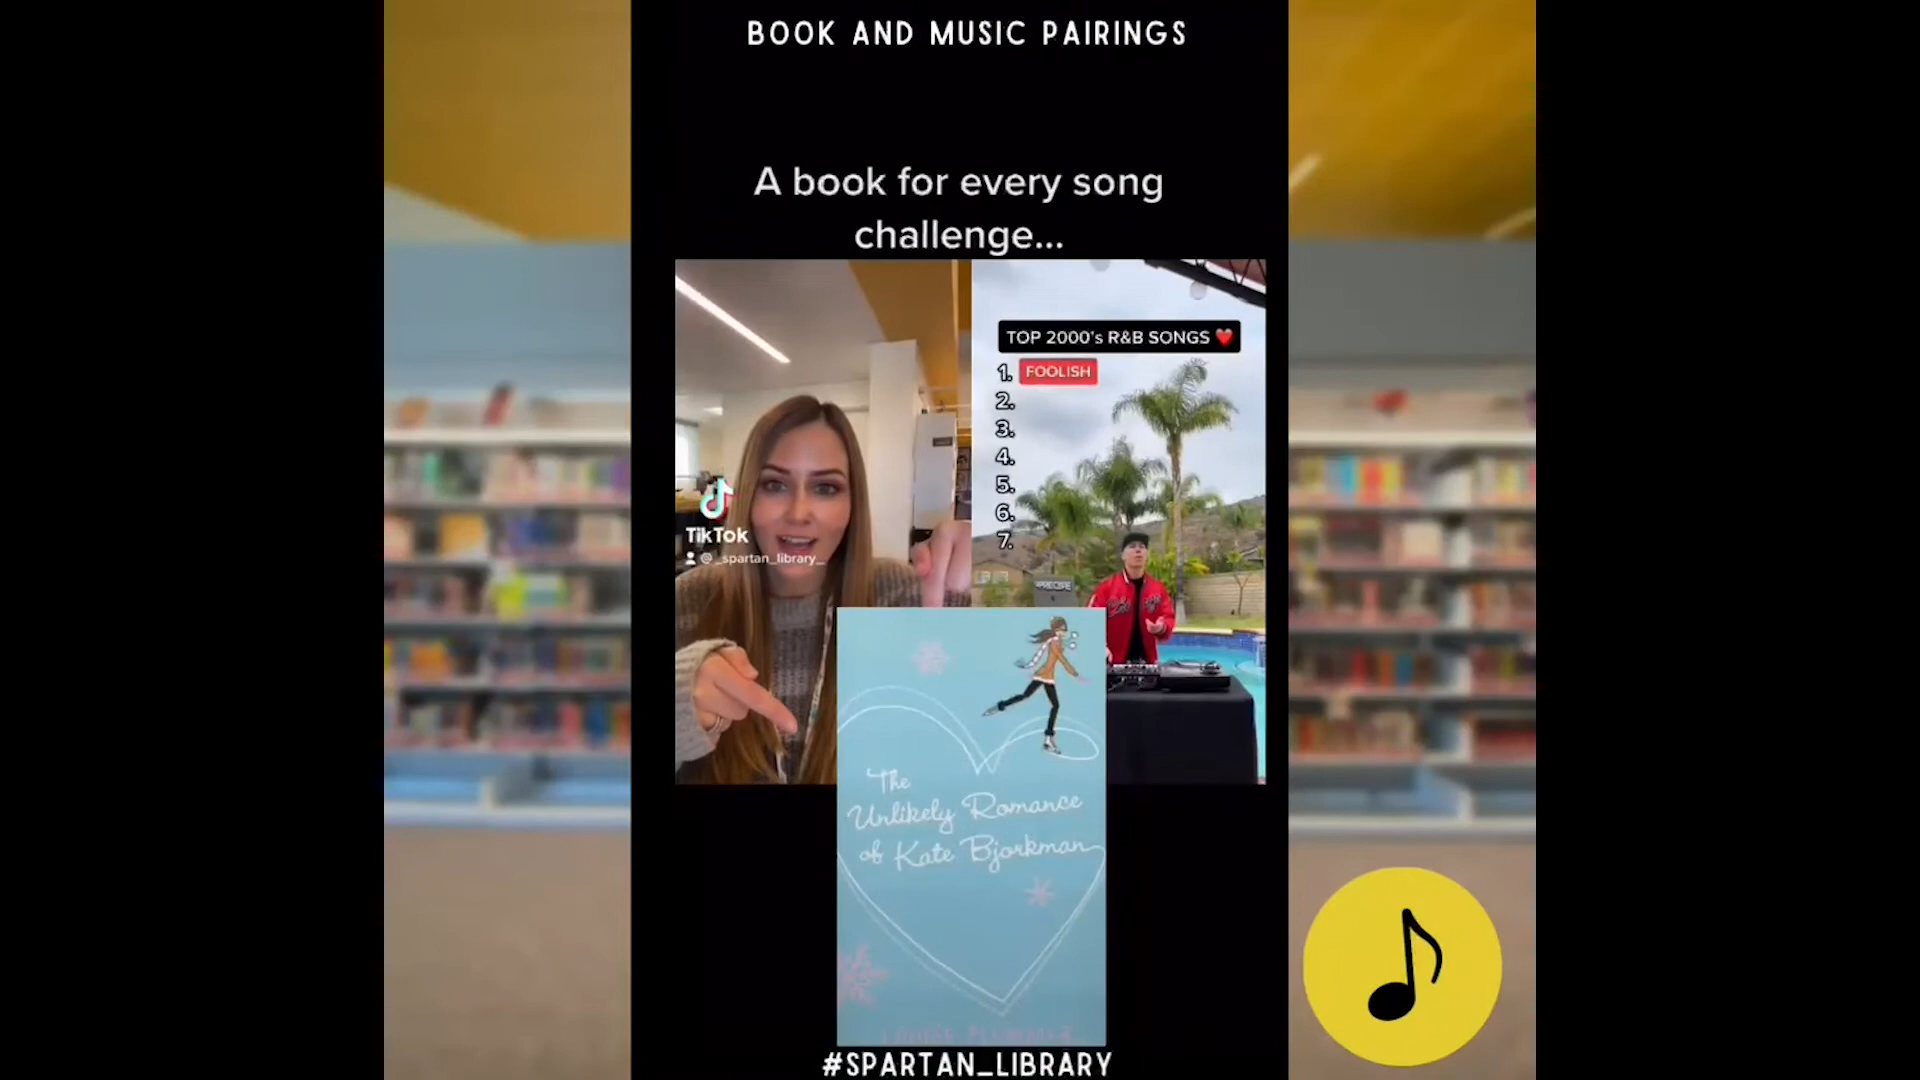 BOOK AND MUSIC PAIRINGS
A book for every song
challenge...
TOP 2000's R&B SONGS ❤️
1. FOOLISH
2.
3.
4.
5.
6.
7.
TikTok
@_spartan_library_
The
Unlikely Romance
of Kate Bjorkman
#SPARTAN_LIBRARY